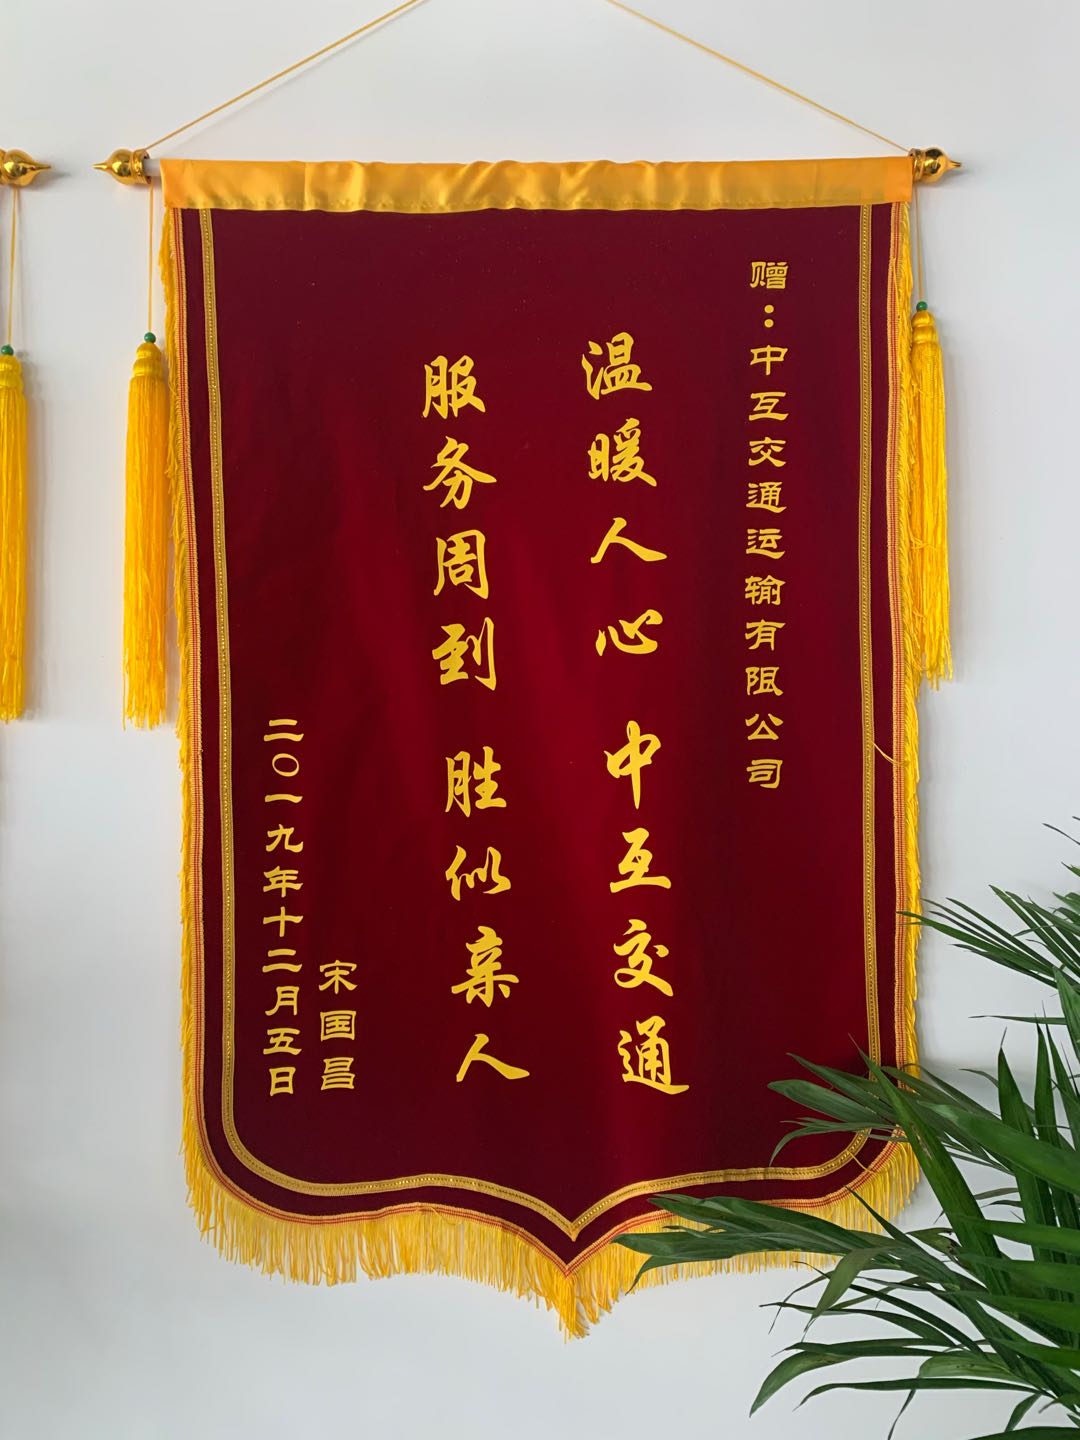 赠：中互交通运输有限公司
温暖人心 中互交通
服务周到 胜似亲人
宋国昌
二〇一九年十二月五日